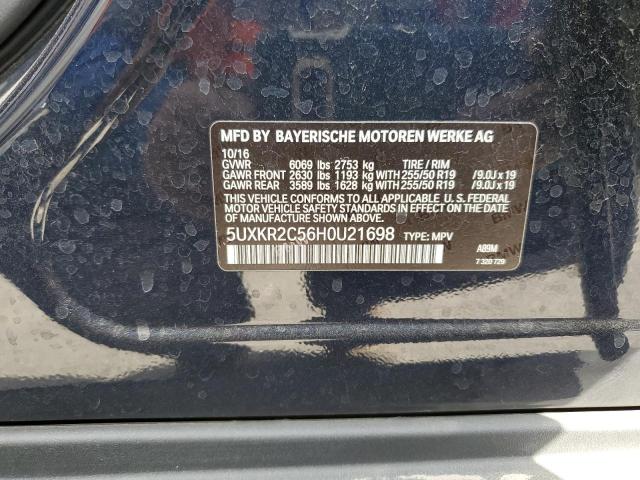 MFD BY BAYERISCHE MOTOREN WERKE AG
10/16
GVWR 6069 lbs 2753 kg TIRE / RIM
GAWR FRONT 2630 lbs 1193 kg WITH 255/50 R19 /9.0J x 19
GAWR REAR 3589 lbs 1628 kg WITH 255/50 R19 /9.0J x 19
THIS VEHICLE CONFORMS TO ALL APPLICABLE U. S. FEDERAL
MOTOR VEHICLE SAFETY STANDARDS IN EFFECT ON THE
DATE OF MANUFACTURE SHOWN ABOVE.
5UXKR2C56H0U21698 TYPE: MPV
A89M
7 320 729